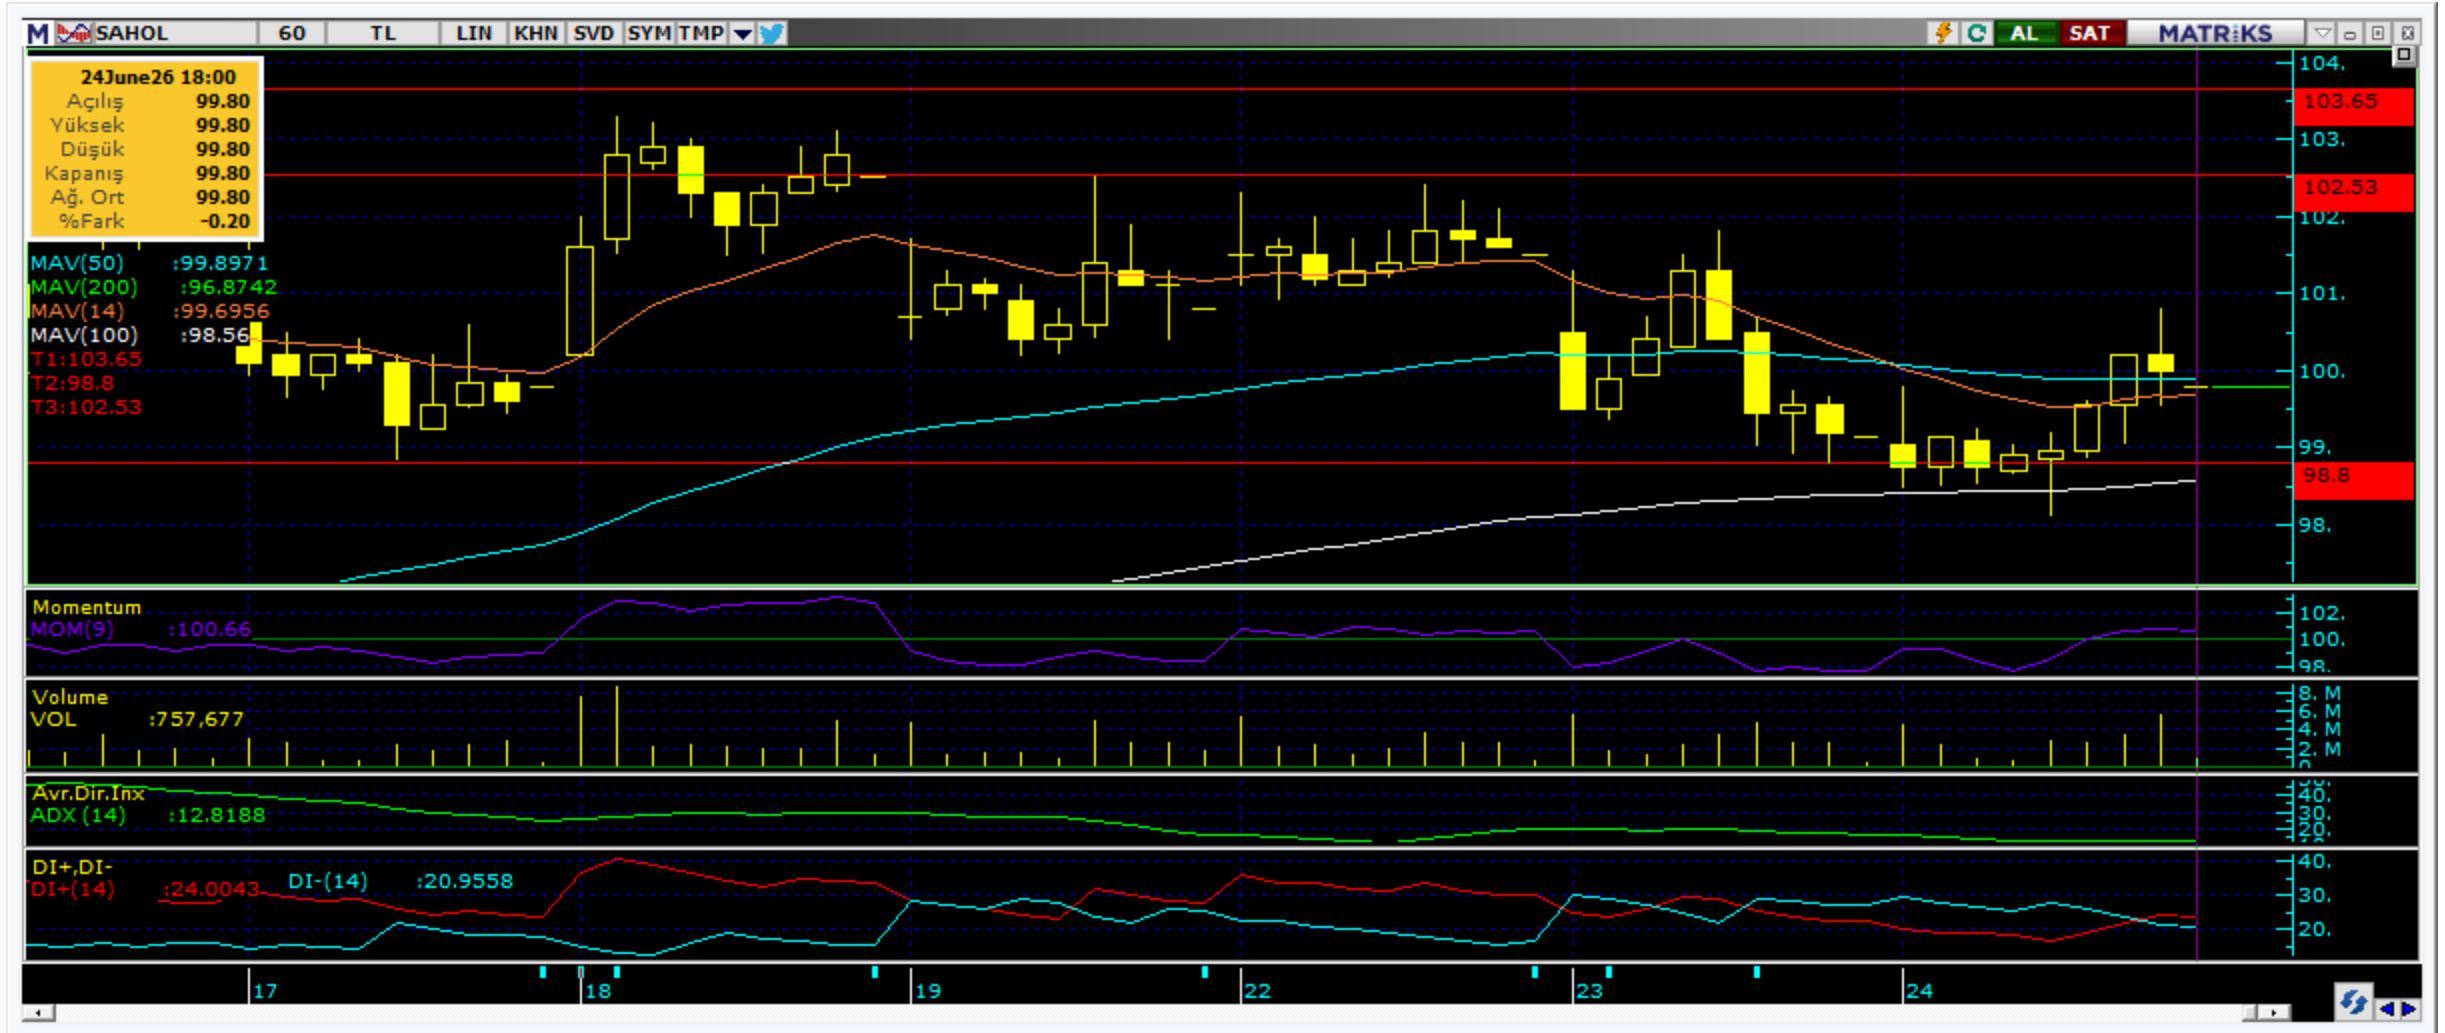 M SAHOL 60 TL LIN KHN SVD SYM TMP AL SAT MATRiKS
24June26 18:00
Açılış 99.80
Yüksek 99.80
Düşük 99.80
Kapanış 99.80
Ağ. Ort 99.80
%Fark -0.20
MAV(50) :99.8971
MAV(200) :96.8742
MAV(14) :99.6956
MAV(100) :98.56
T1:103.65
T2:98.8
T3:102.53
104.
103.65
103.
102.53
102.
101.
100.
99.
98.8
98.
Momentum
MOM(9) :100.66
102.
100.
98.
Volume
VOL :757,677
8. M
6. M
4. M
2. M
0
Avr.Dir.Inx
ADX (14) :12.8188
40.
30.
20.
DI+,DI-
DI+(14) :24.0043 DI-(14) :20.9558
40.
30.
20.
17 18 19 22 23 24